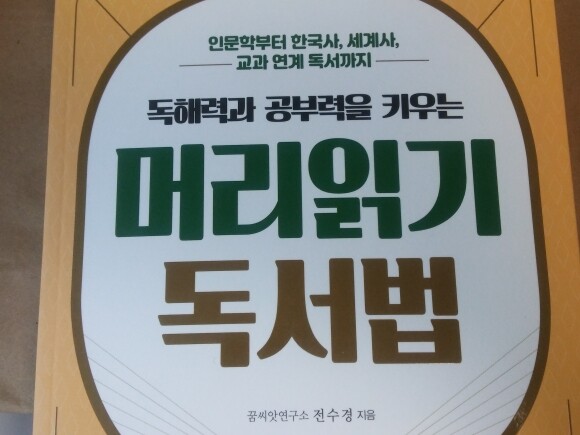 인문학부터 한국사, 세계사,
교과 연계 독서까지
독해력과 공부력을 키우는
머리읽기
독서법
꿈씨앗연구소 전수경 지음